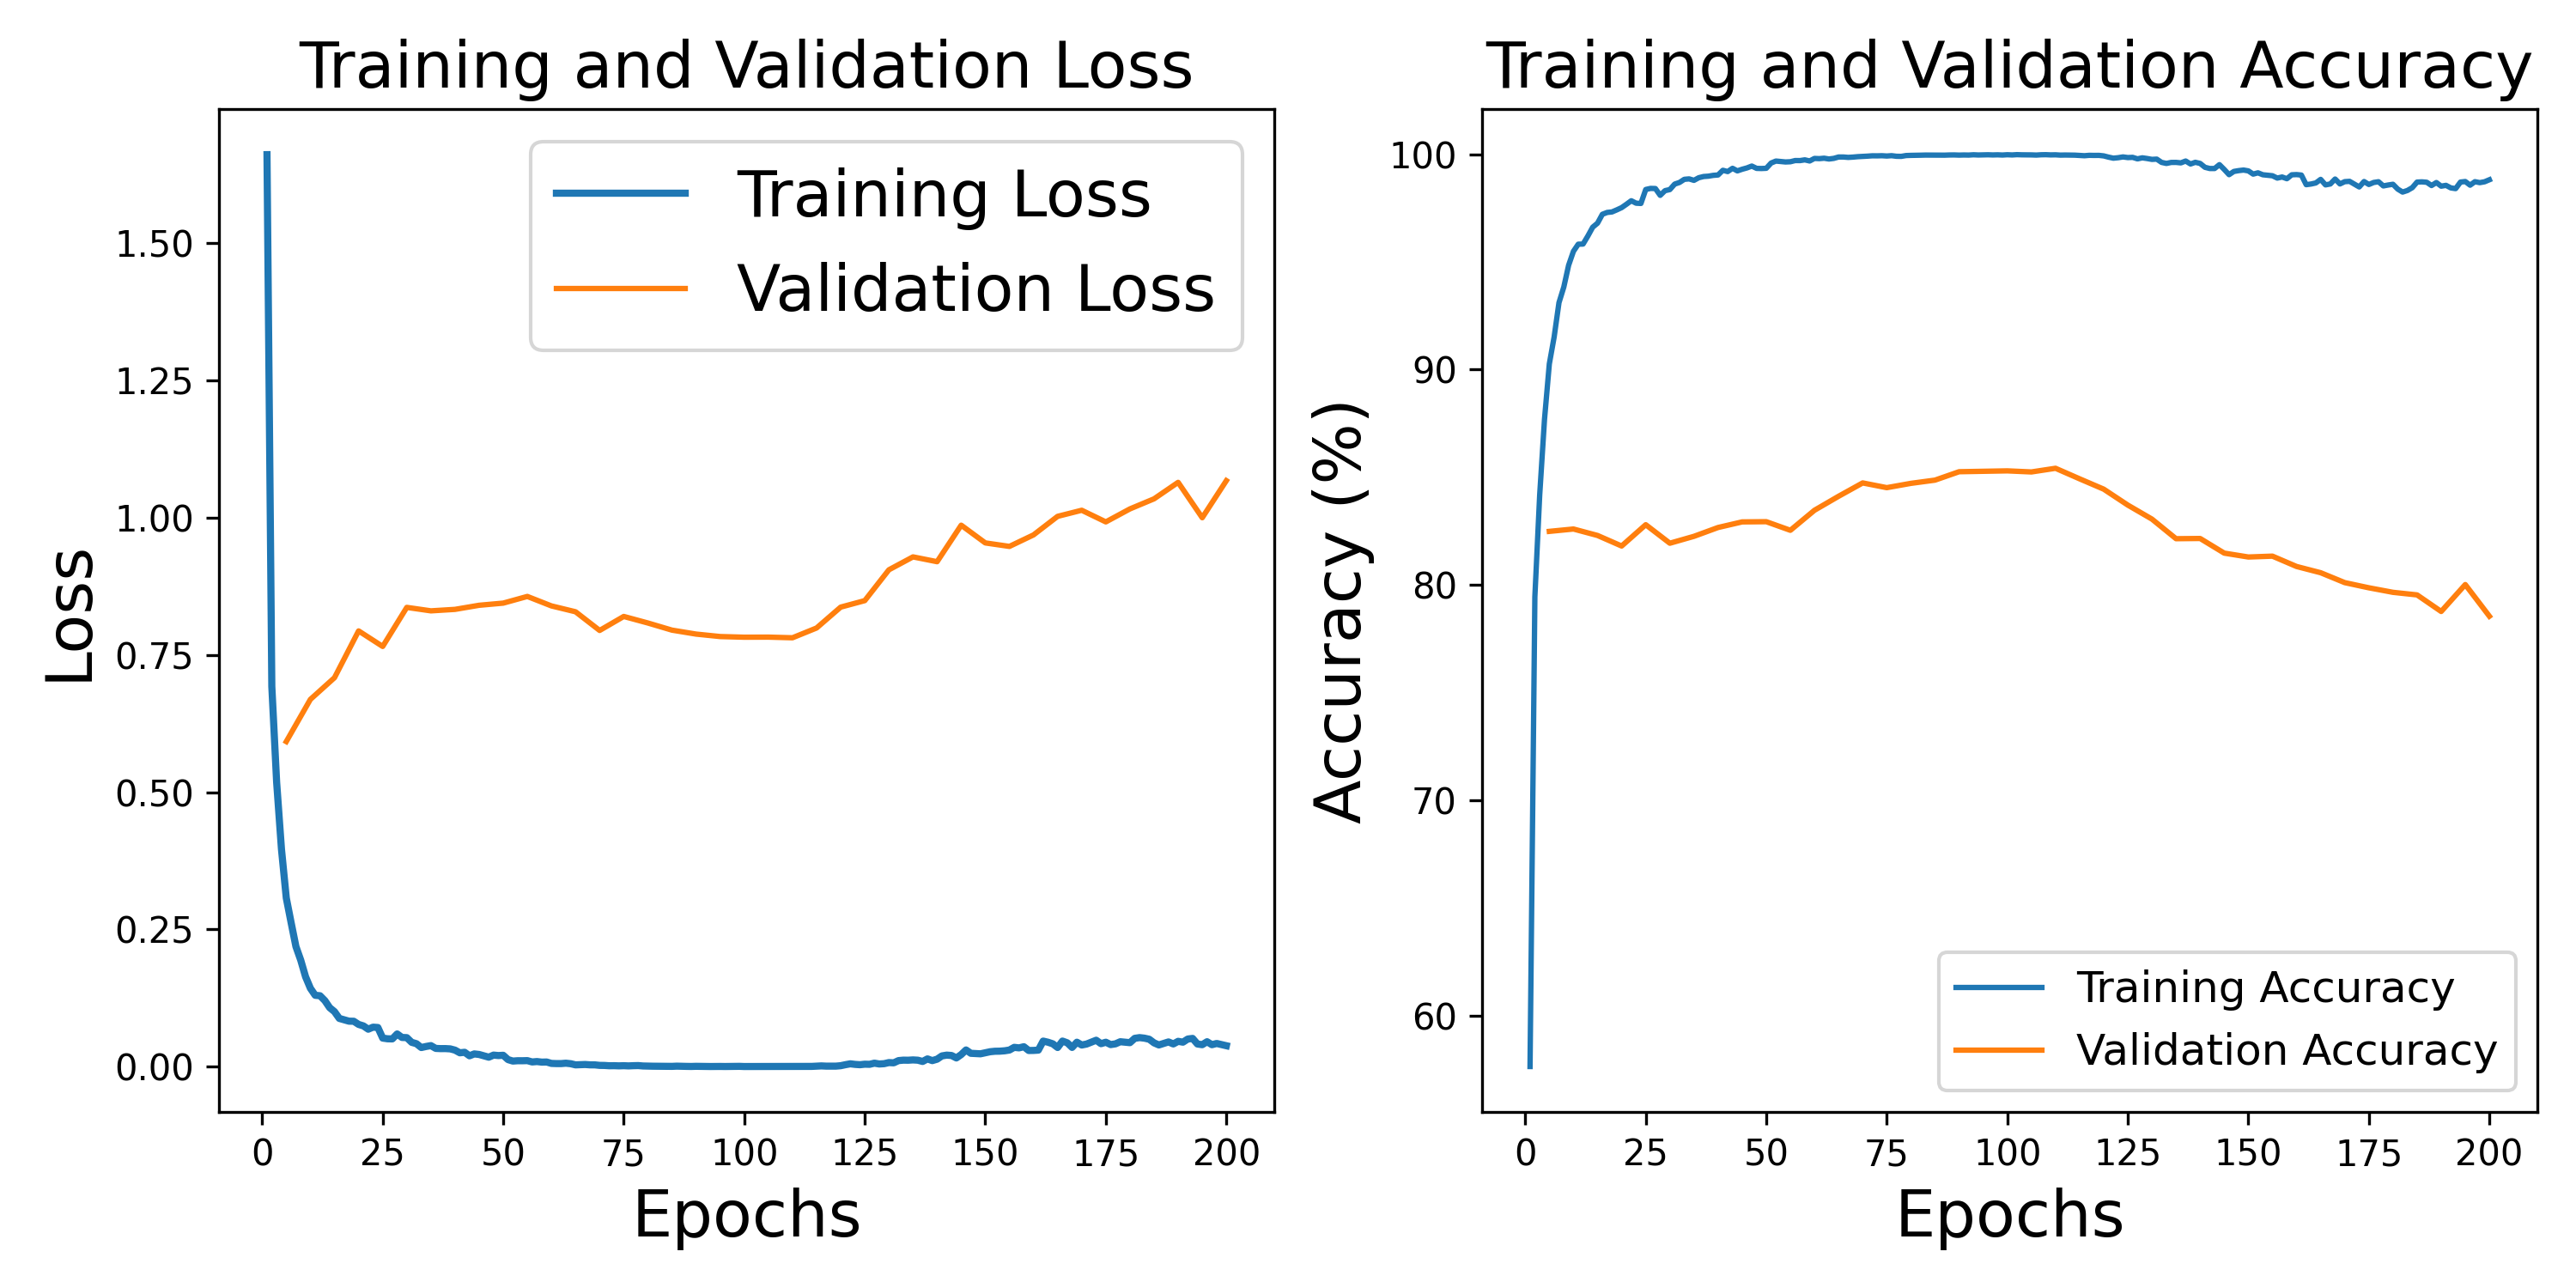 Training and Validation Loss
Training Loss
Validation Loss
1.50
1.25
1.00
0.75
0.50
0.25
0.00
Loss
0 25 50 75 100 125 150 175 200
Epochs
Training and Validation Accuracy
100
90
80
70
60
Accuracy (%)
Training Accuracy
Validation Accuracy
0 25 50 75 100 125 150 175 200
Epochs